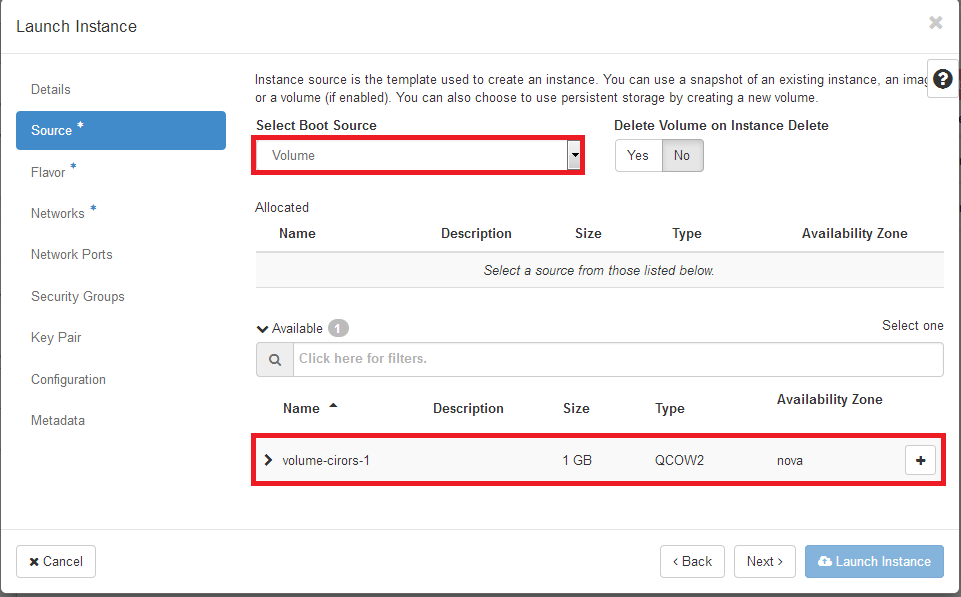 Launch Instance
Details
Source *
Flavor *
Networks *
Network Ports
Security Groups
Key Pair
Configuration
Metadata
Instance source is the template used to create an instance. You can use a snapshot of an existing instance, an
or a volume (if enabled). You can also choose to use persistent storage by creating a new volume.
Select Boot Source
Delete Volume on Instance Delete
Volume
Yes No
Allocated
Name Description Size Type Availability Zone
Select a source from those listed below.
Available 1
Select one
Click here for filters.
Name Description Size Type Availability Zone
volume-cirors-1 1 GB QCOW2 nova +
Cancel
‹ Back
Next ›
Launch Instance